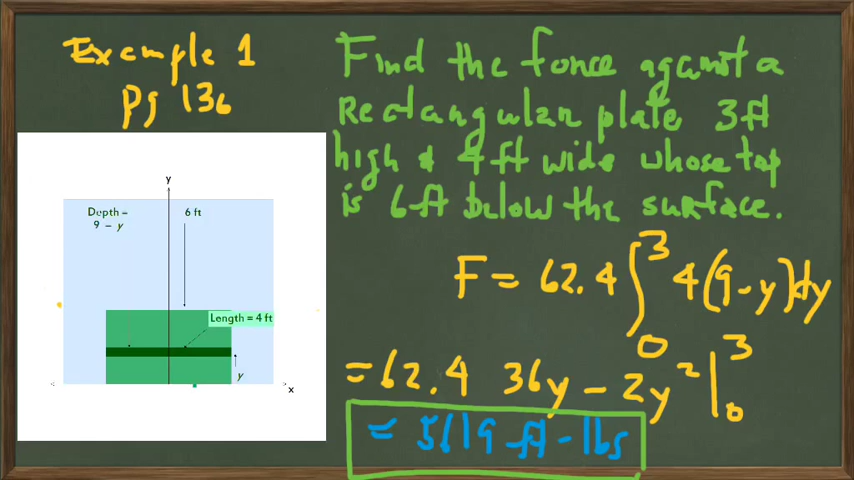 Example 1
pg 136
Find the force against a
Rectangular plate 3ft
high & 4ft wide whose top
is 6ft below the surface.
y
Depth =
9 – y
6 ft
Length = 4 ft
y
x
F = 62.4 ∫₀³ 4(9-y)dy
= 62.4 36y - 2y² |₀³
= 5619 ft-lbs